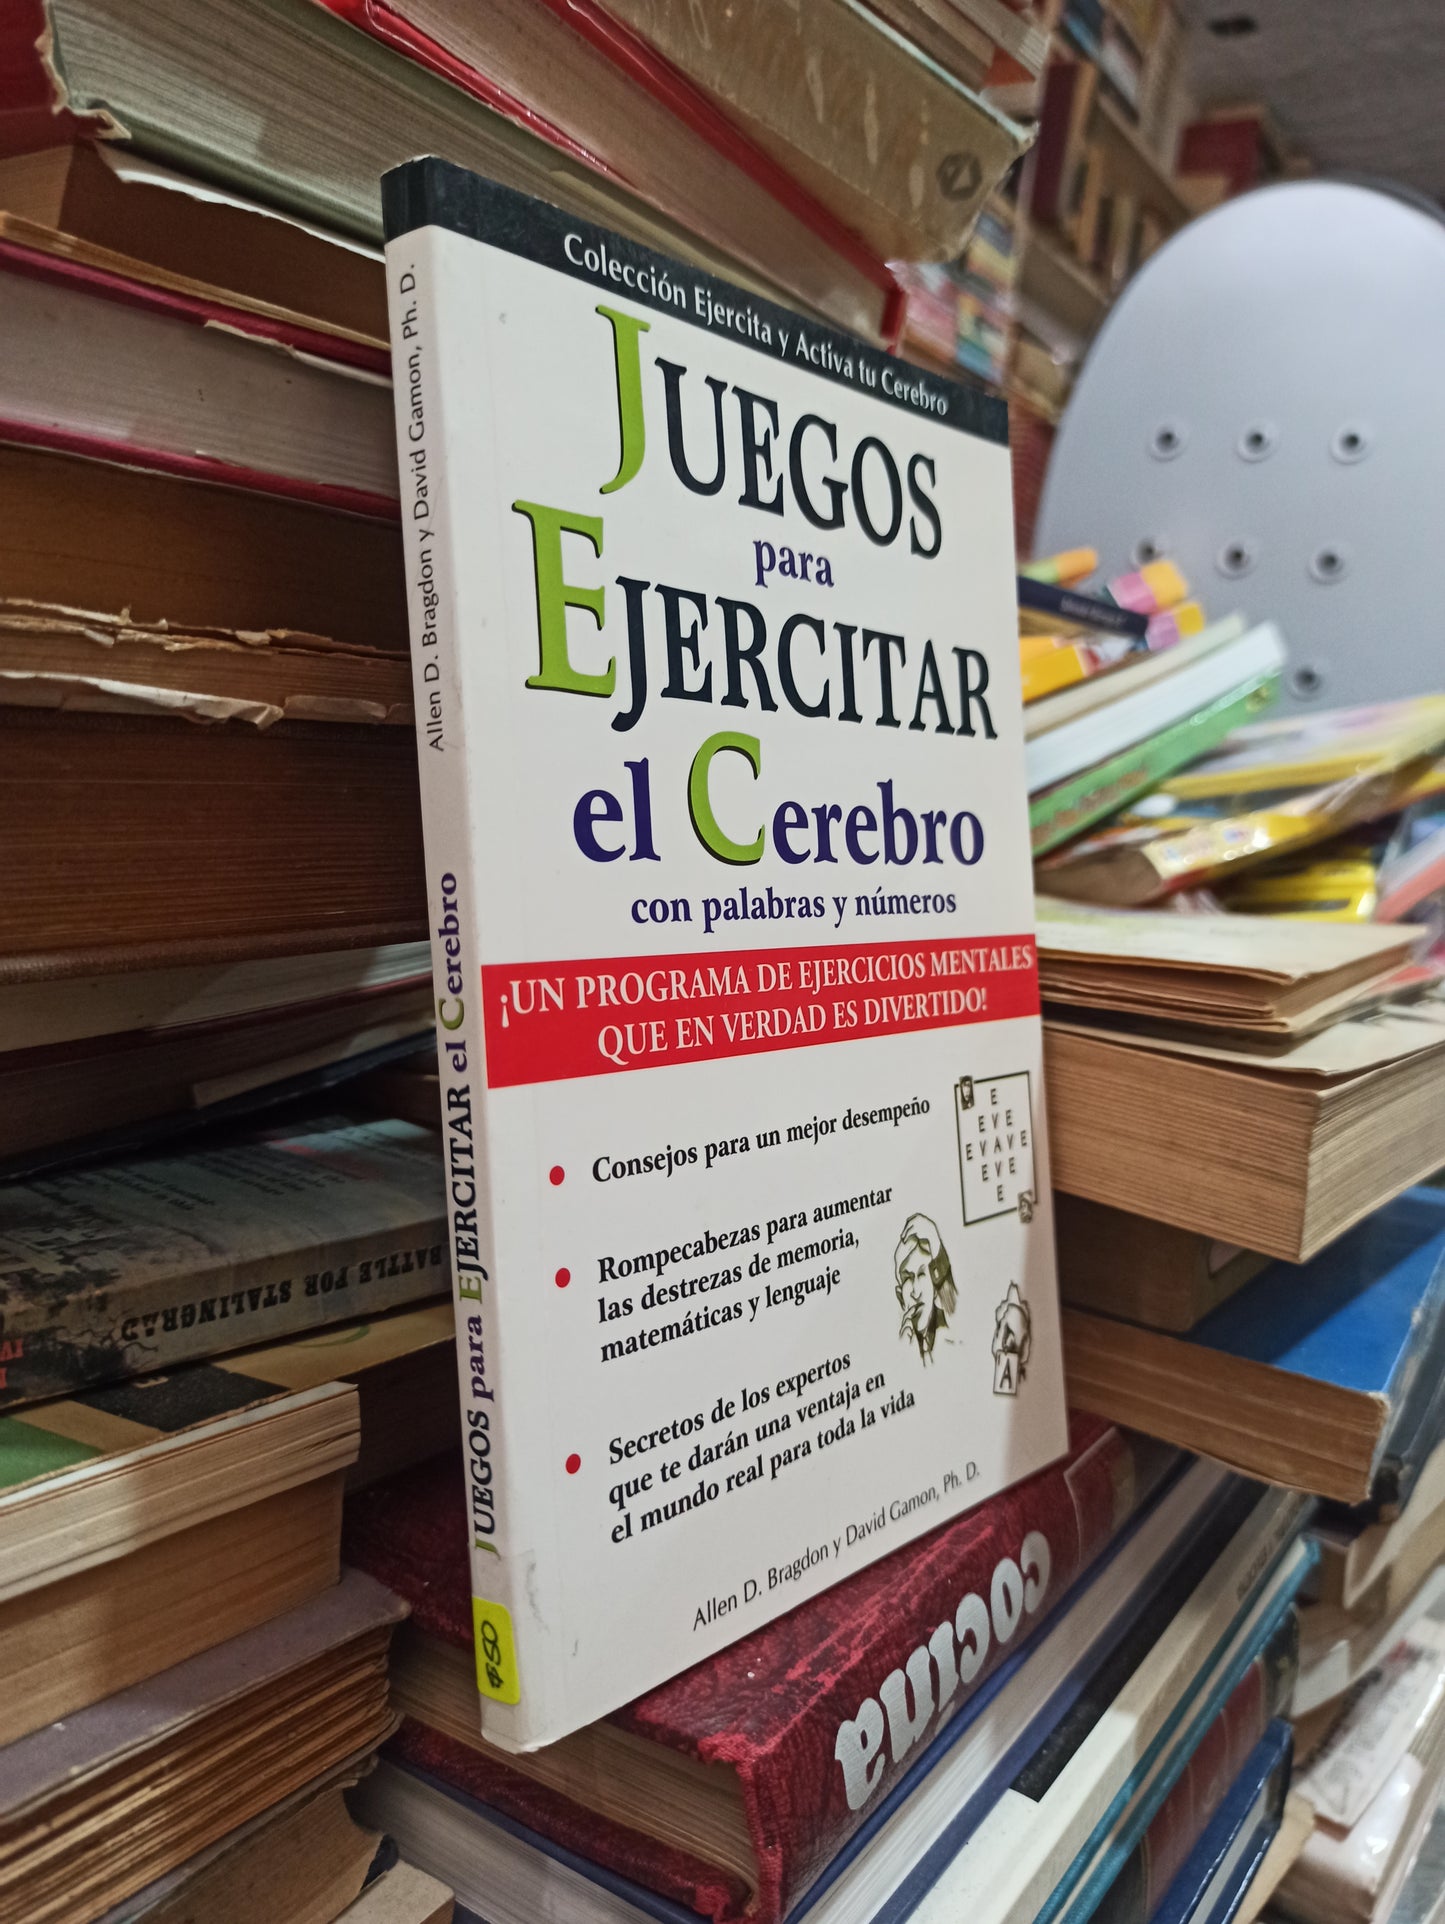 Colección Ejercita y Activa tu Cerebro
JUEGOS
para
EJERCITAR
el Cerebro
con palabras y números
¡UN PROGRAMA DE EJERCICIOS MENTALES
QUE EN VERDAD ES DIVERTIDO!
• Consejos para un mejor desempeño
• Rompecabezas para aumentar
las destrezas de memoria,
matemáticas y lenguaje
• Secretos de los expertos
que te darán una ventaja en
el mundo real para toda la vida
E
E V E
E V A V E
E V E
E
A
Allen D. Bragdon y David Gamon, Ph. D.
Allen D. Bragdon y David Gamon, Ph. D.
JUEGOS para EJERCITAR el Cerebro
$50
BATTLE FOR STALINGRAD
cocina